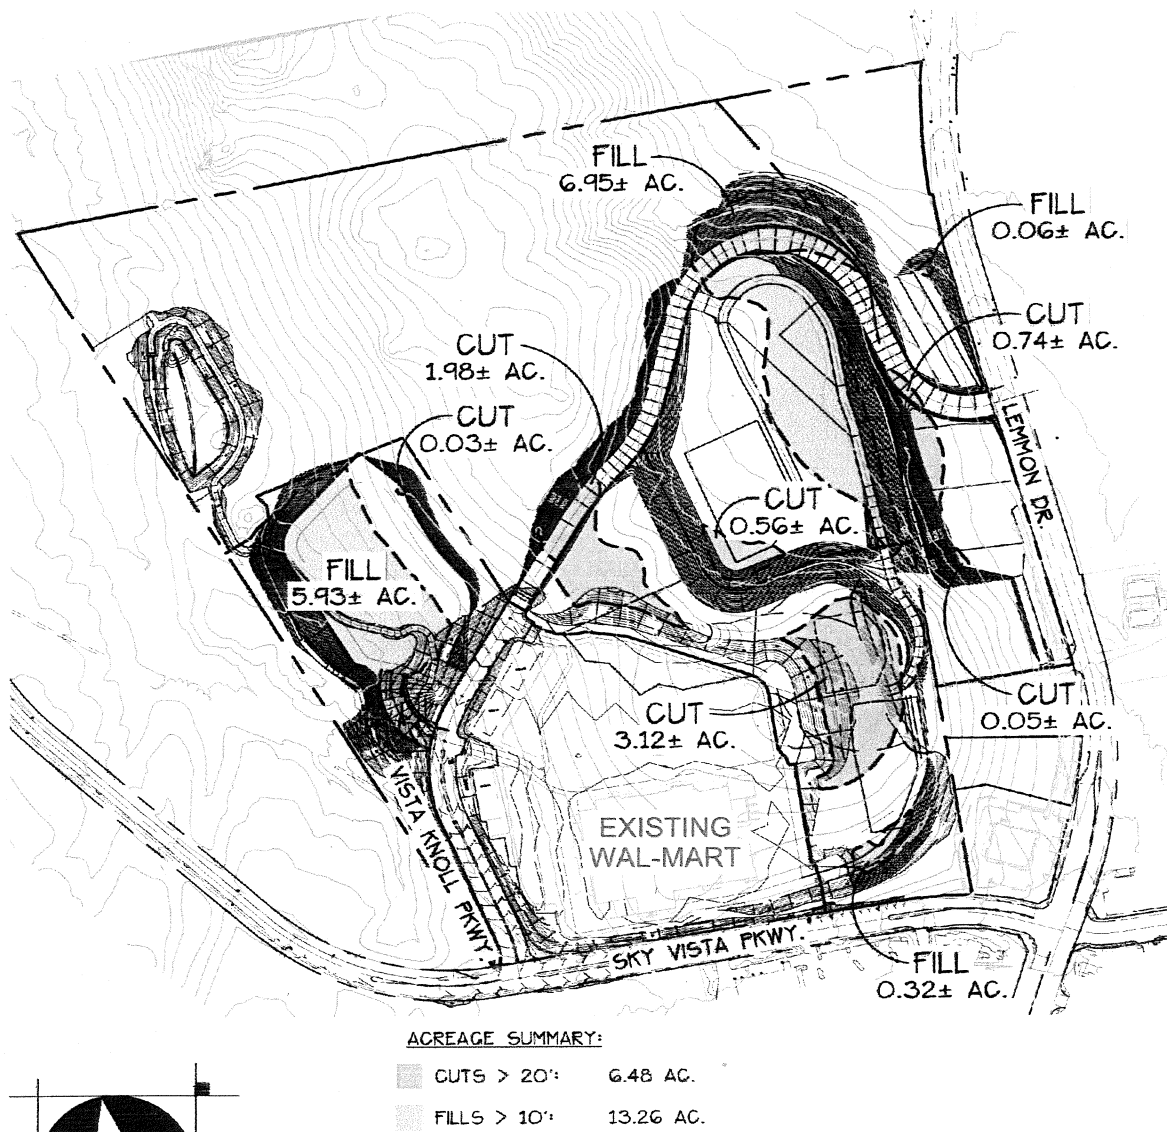 FILL
6.95± AC.
FILL
0.06± AC.
CUT
0.74± AC.
CUT
1.98± AC.
CUT
0.03± AC.
LEMMON DR.
CUT
0.56± AC.
FILL
5.93± AC.
CUT
0.05± AC.
CUT
3.12± AC.
VISTA KNOLL PKWY.
EXISTING
WAL-MART
SKY VISTA PKWY.
FILL
0.32± AC.
ACREAGE SUMMARY:
CUTS > 20': 6.48 AC.
FILLS > 10': 13.26 AC.